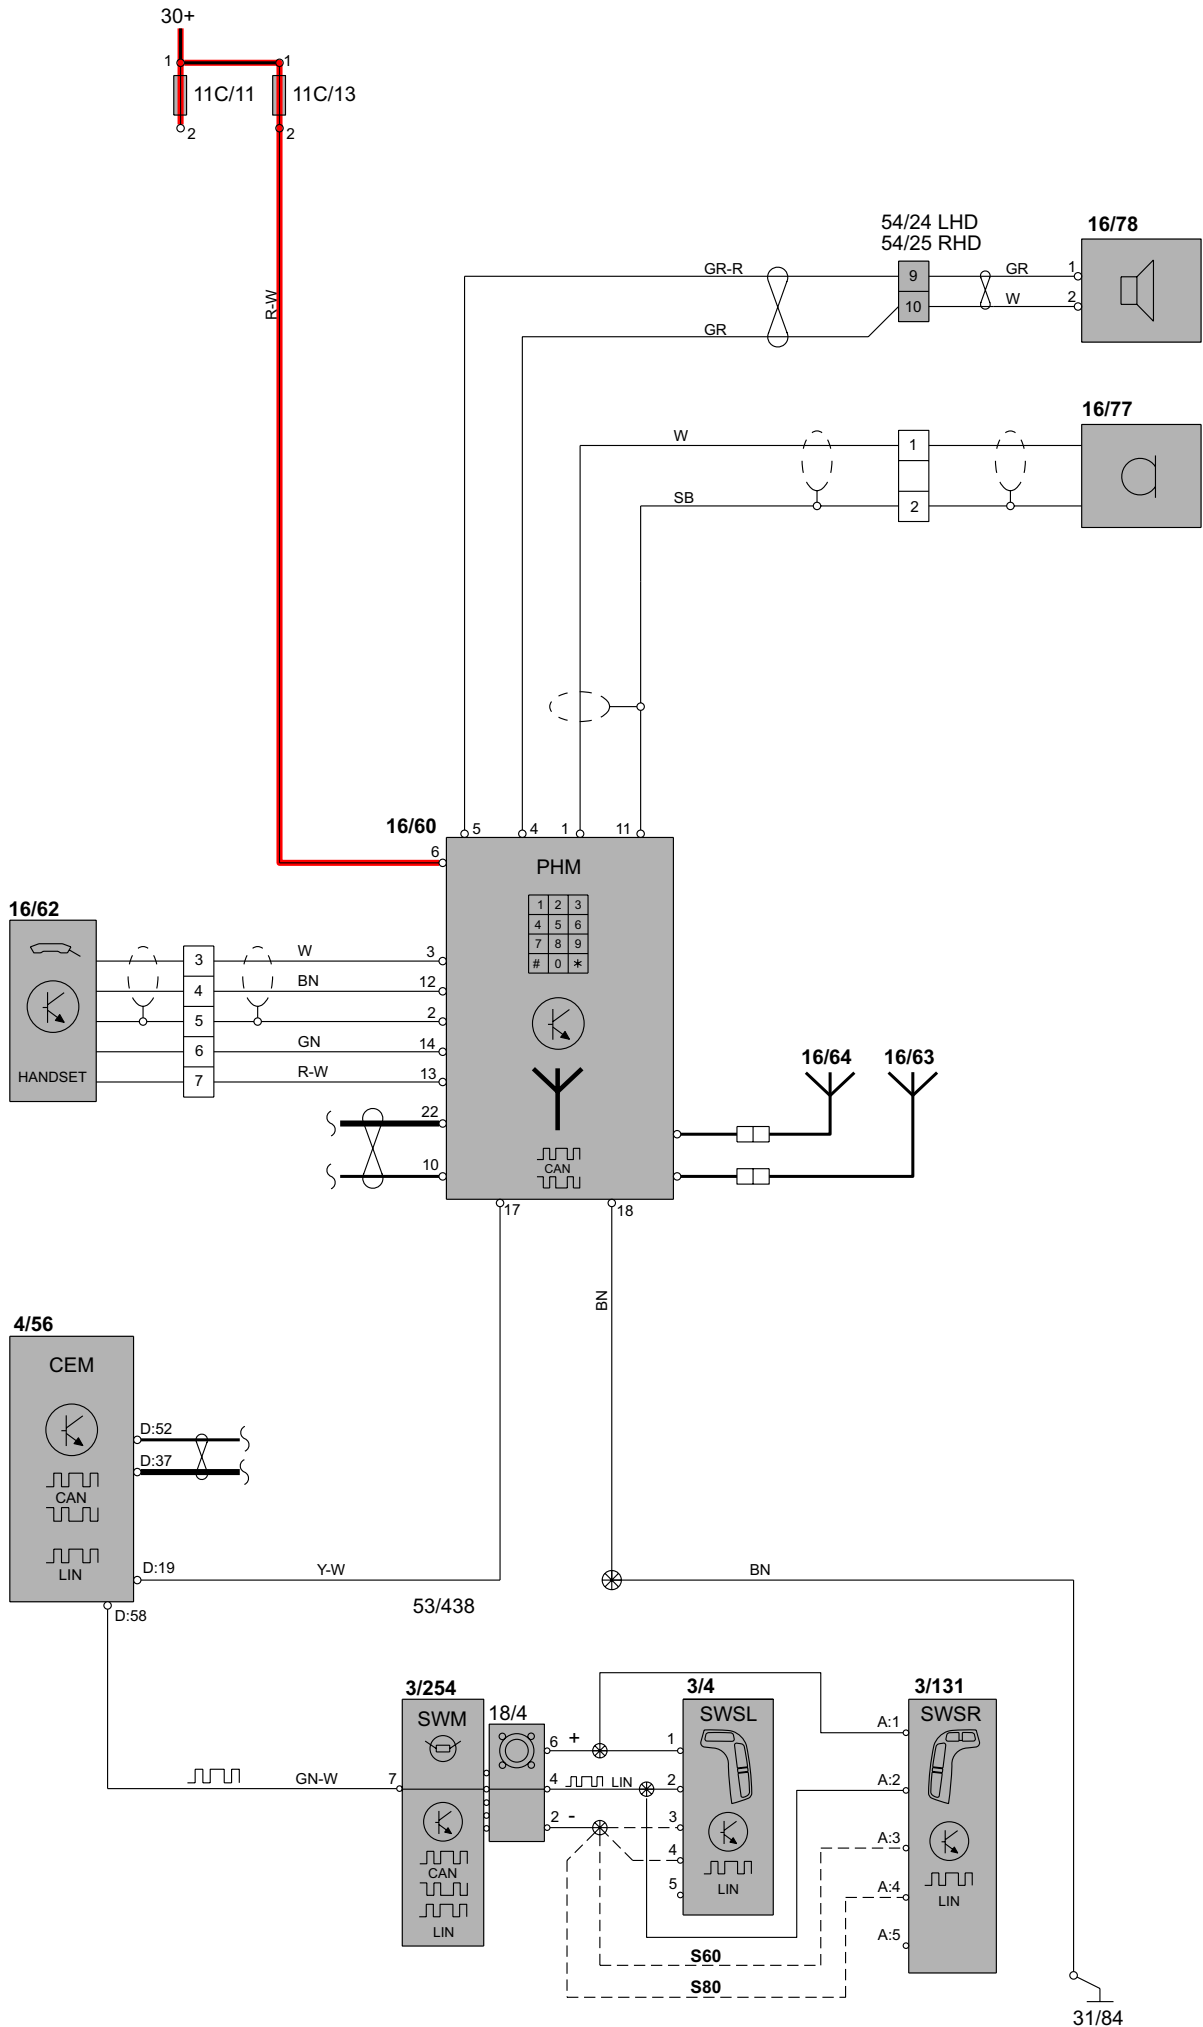 30+
1 1
11C/11 11C/13
2 2
R-W
54/24 LHD
54/25 RHD
16/78
GR-R 9 GR 1
10 W 2
GR
16/77
W 1
SB 2
16/60
5 4 1 11
6
PHM
1 2 3
4 5 6
7 8 9
# 0 *
16/62
3 W 3
4 BN 12
5 2
6 GN 14
HANDSET
7 R-W 13
22
10
CAN
16/64 16/63
17 18
BN
4/56
CEM
D:52
D:37
CAN
LIN
D:19 Y-W
BN
D:58
53/438
3/254
SWM
18/4
3/4
SWSL
3/131
SWSR
6 + 1
A:1
7 GN-W
4 LIN 2
A:2
2 - 3
4
5
A:3
A:4
A:5
CAN
LIN
LIN
LIN
S60
S80
31/84